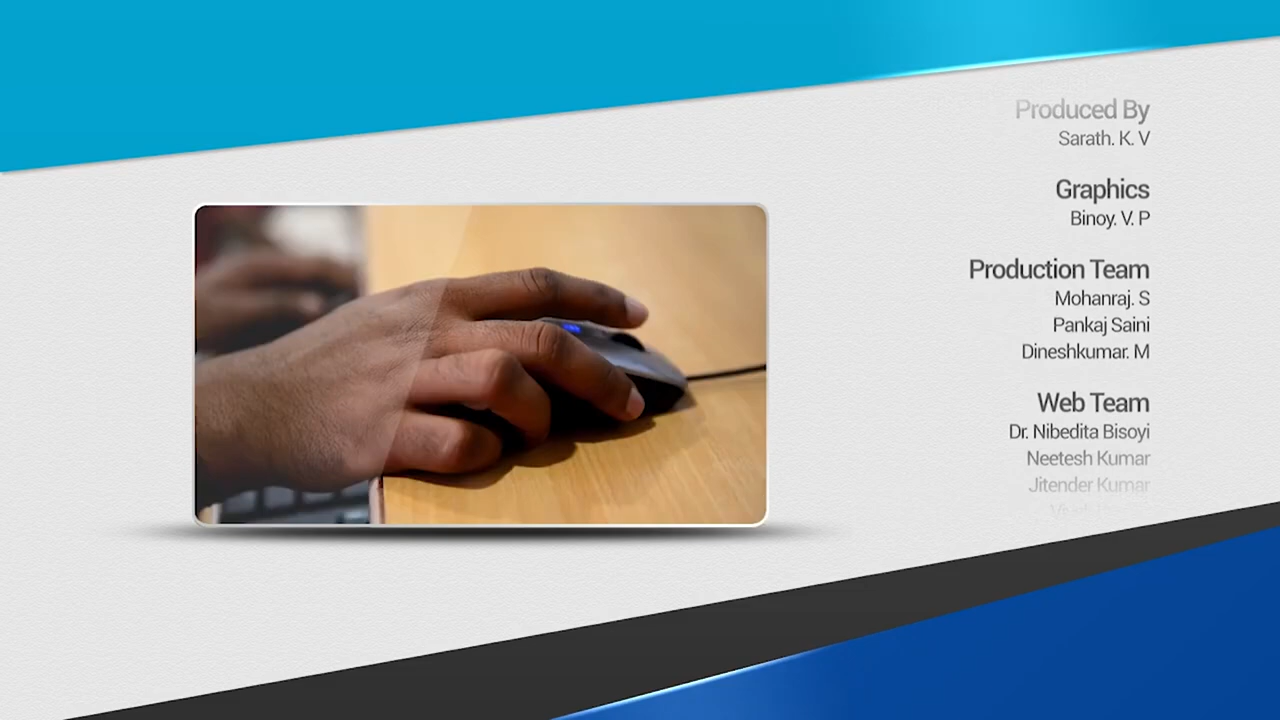 Produced By
Sarath. K. V
Graphics
Binoy. V. P
Production Team
Mohanraj. S
Pankaj Saini
Dineshkumar. M
Web Team
Dr. Nibedita Bisoyi
Neetesh Kumar
Jitender Kumar